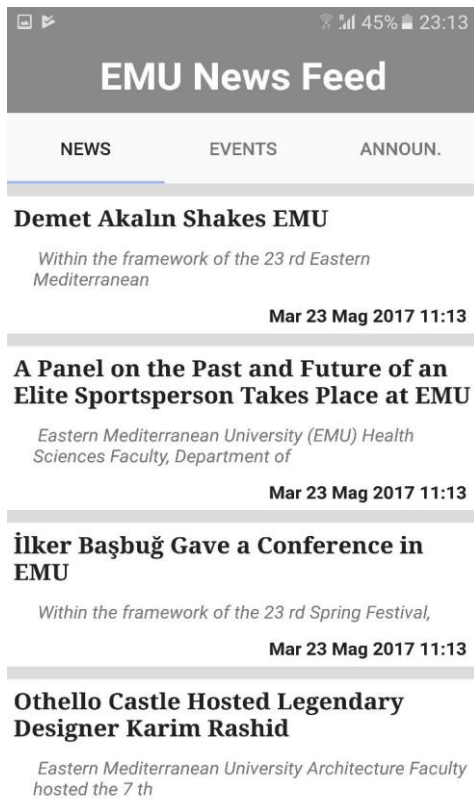 45% 23:13
EMU News Feed
NEWS EVENTS ANNOUN.
Demet Akalın Shakes EMU
Within the framework of the 23 rd Eastern
Mediterranean
Mar 23 Mag 2017 11:13
A Panel on the Past and Future of an
Elite Sportsperson Takes Place at EMU
Eastern Mediterranean University (EMU) Health
Sciences Faculty, Department of
Mar 23 Mag 2017 11:13
İlker Başbuğ Gave a Conference in
EMU
Within the framework of the 23 rd Spring Festival,
Mar 23 Mag 2017 11:13
Othello Castle Hosted Legendary
Designer Karim Rashid
Eastern Mediterranean University Architecture Faculty
hosted the 7 th